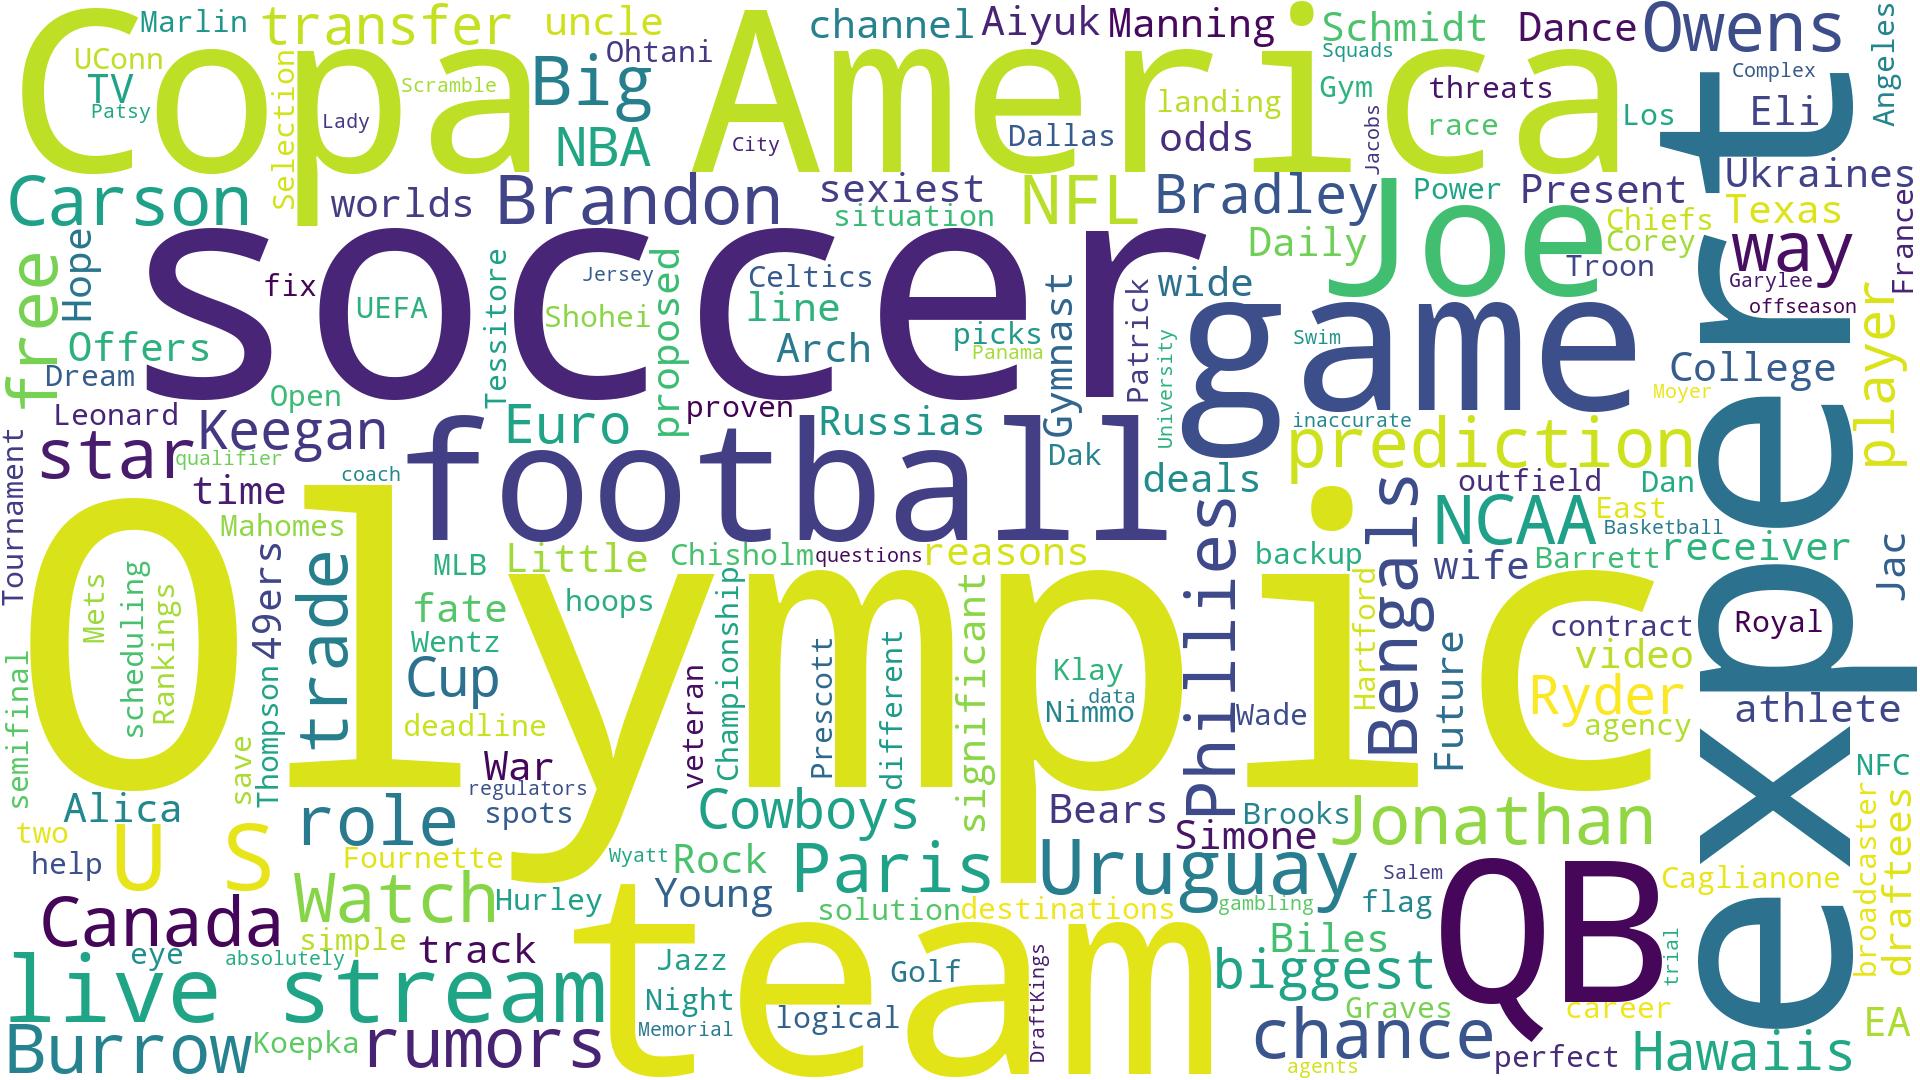 Copa America
Marlin
transfer
uncle
channel
Aiyuk
Manning
Schmidt
Dance
Owens
Angeles
UConn
Ohtani
Squads
Complex
TV
Patsy
Selection
Scramble
Big
Gym
threats
Eli
Lady
NBA
City
landing
Dallas
odds
Jacobs
race
Los
Carson
worlds
Brandon
sexiest
situation
NFL
Bradley
Power
Present
Ukraines
Joe
Chiefs
Texas
Hope
soccer
Daily
Corey
way
France
free
fix
Tessitore
Jersey
proposed
Celtics
wide
Troon
Garylee
offseason
UEFA
Shohei
line
Gymnast
Patrick
game
expert
player
Offers
Arch
picks
Panama
University
Swim
Dream
College
Open
Moyer
Leonard
Keegan
Euro
proven
Russias
inaccurate
star
qualifier
football
Dak
prediction
Tournament
coach
deals
outfield
Dan
time
Mahomes
NCAA
East
Basketball
49ers
MLB
Little
Chisholm
questions
reasons
Phillies
backup
Bengals
wife
Barrett
receiver
Jac
Olympic
Mets
scheduling
Rankings
trade
fate
hoops
Championship
significant
Hartford
contract
Royal
Wentz
Prescott
different
Klay
Future
video
semifinal
Thompson
Cup
veteran
data
Nimmo
Wade
Ryder
athlete
save
deadline
agency
War
regulators
spots
NFC
Alica
role
Cowboys
Bears
Brooks
Jonathan
two
U S
Simone
broadcaster
draftees
help
Fournette
Wyatt
Rock
Paris
Uruguay
Salem
QB
Caglianone
Watch
Hurley
Young
solution
destinations
gambling
flag
Canada
simple
track
team
Biles
trial
eye
absolutely
Jazz
Golf
DraftKings
biggest
live stream
Night
Graves
career
EA
Burrow
Koepka
rumors
Memorial
logical
chance
perfect
Hawaiis
agents